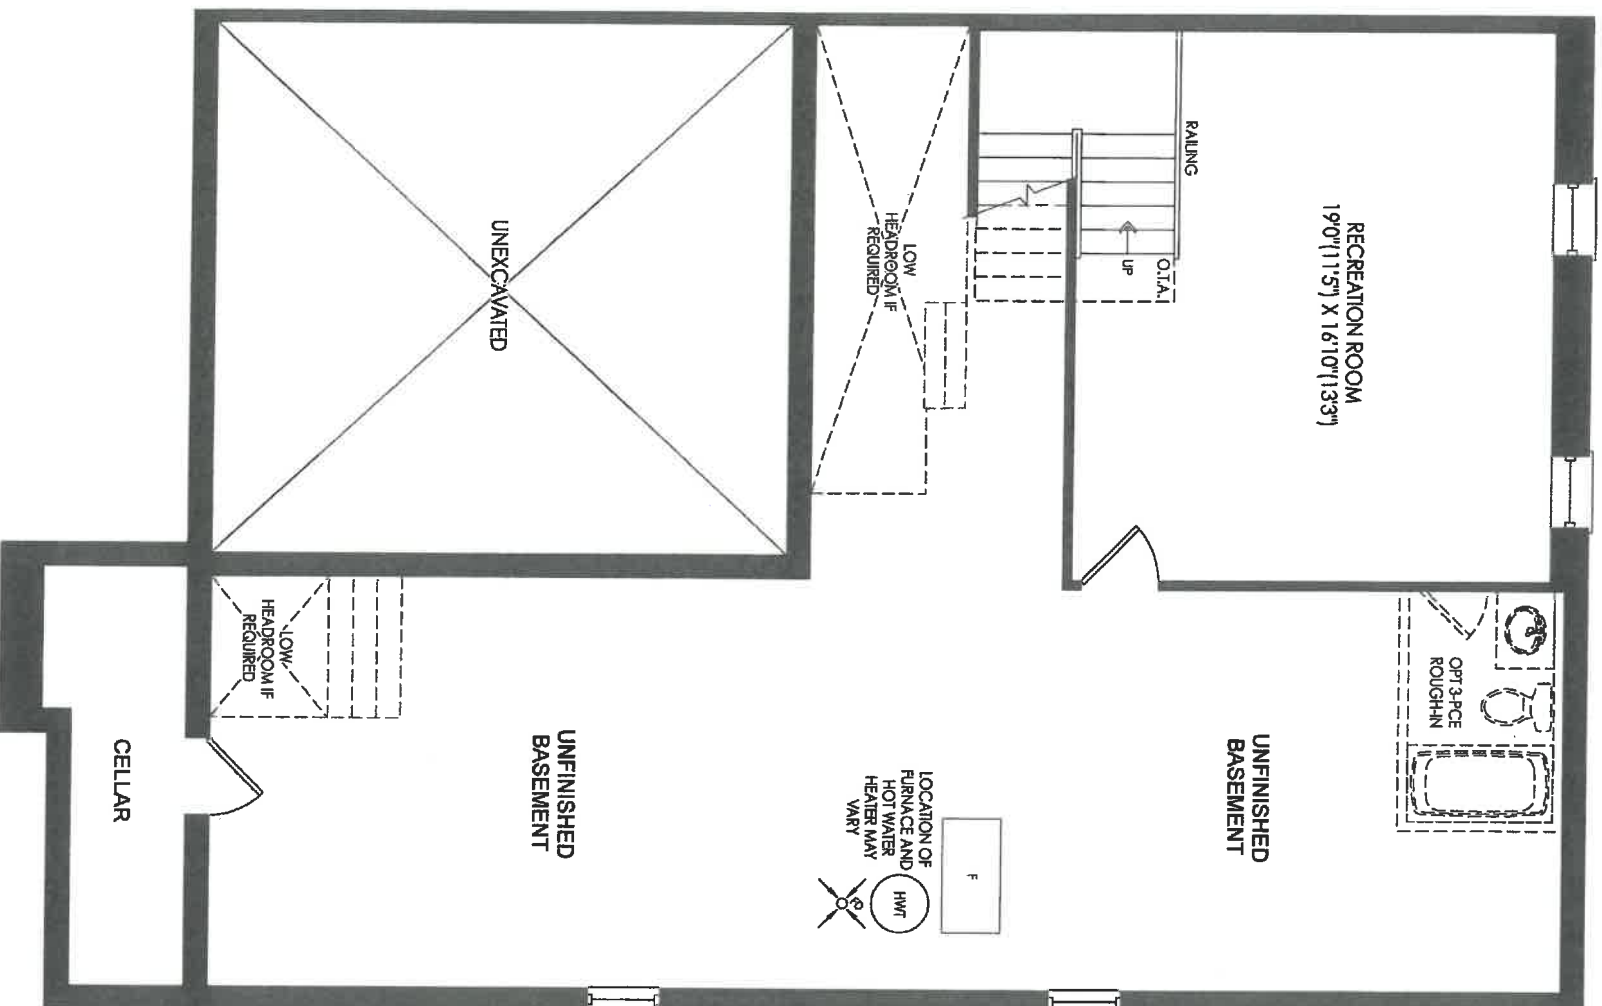 RECREATION ROOM
19'0"(11'5") X 16'10"(13'3")
RAILING
O.T.A.
UP
OPT 3-PCE
ROUGH-IN
UNFINISHED
BASEMENT
LOW
HEADROOM IF
REQUIRED
F
LOCATION OF
FURNACE AND
HOT WATER
HEATER MAY
VARY
HWT
FD
UNEXCAVATED
UNFINISHED
BASEMENT
LOW
HEADROOM IF
REQUIRED
CELLAR